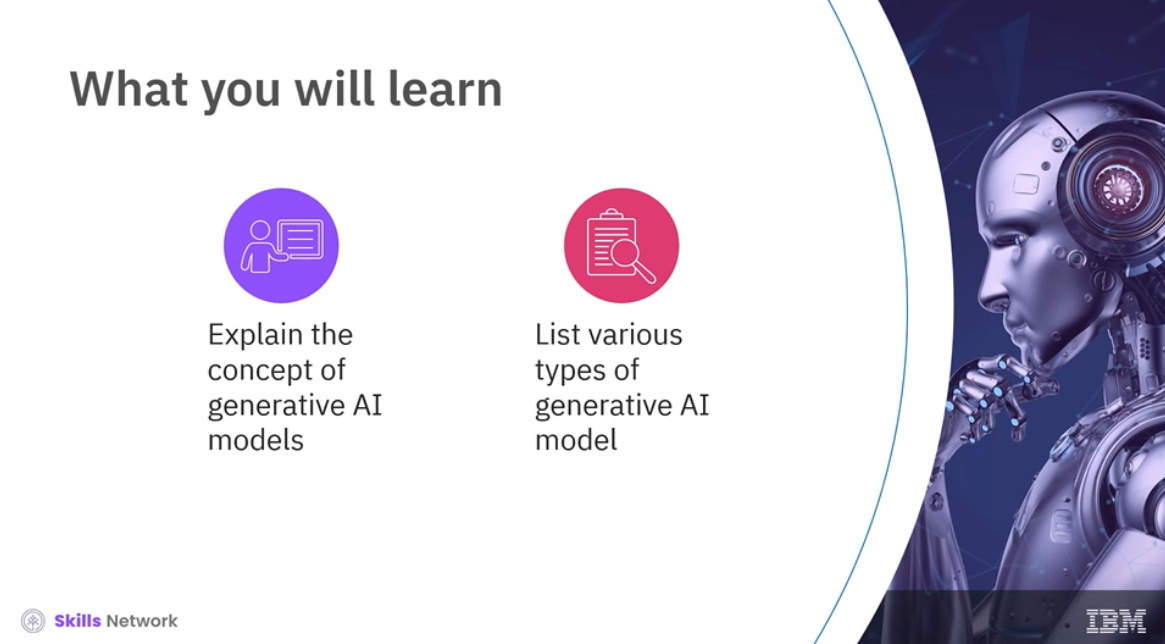 What you will learn
Explain the
concept of
generative AI
models
List various
types of
generative AI
model
Skills Network
IBM